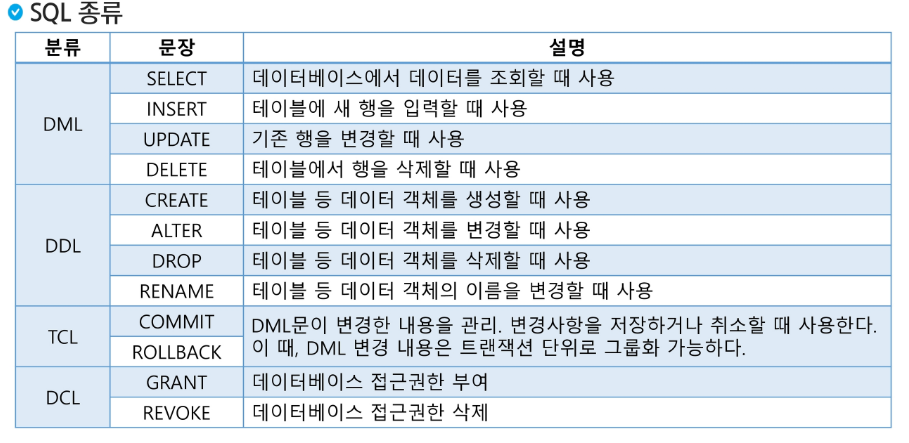 SQL 종류
분류 문장 설명
DML
SELECT 데이터베이스에서 데이터를 조회할 때 사용
INSERT 테이블에 새 행을 입력할 때 사용
UPDATE 기존 행을 변경할 때 사용
DELETE 테이블에서 행을 삭제할 때 사용
DDL
CREATE 테이블 등 데이터 객체를 생성할 때 사용
ALTER 테이블 등 데이터 객체를 변경할 때 사용
DROP 테이블 등 데이터 객체를 삭제할 때 사용
RENAME 테이블 등 데이터 객체의 이름을 변경할 때 사용
TCL
COMMIT
ROLLBACK
DML문이 변경한 내용을 관리. 변경사항을 저장하거나 취소할 때 사용한다.
이 때, DML 변경 내용은 트랜잭션 단위로 그룹화 가능하다.
DCL
GRANT 데이터베이스 접근권한 부여
REVOKE 데이터베이스 접근권한 삭제